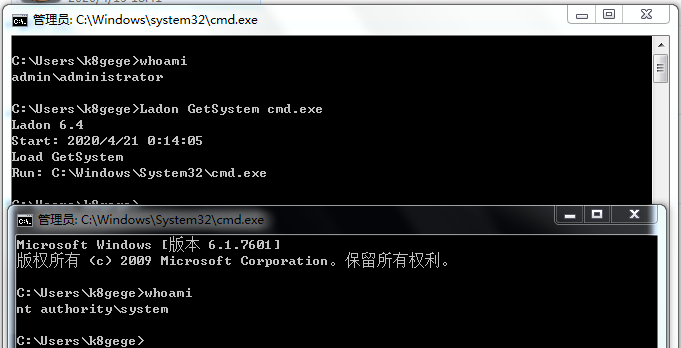 管理员: C:\Windows\system32\cmd.exe
C:\Users\k8gege>whoami
admin\administrator
C:\Users\k8gege>Ladon GetSystem cmd.exe
Ladon 6.4
Start: 2020/4/21 0:14:05
Load GetSystem
Run: C:\Windows\System32\cmd.exe
管理员: C:\Windows\System32\cmd.exe
Microsoft Windows [版本 6.1.7601]
版权所有 (c) 2009 Microsoft Corporation。保留所有权利。
C:\Users\k8gege>whoami
nt authority\system
C:\Users\k8gege>